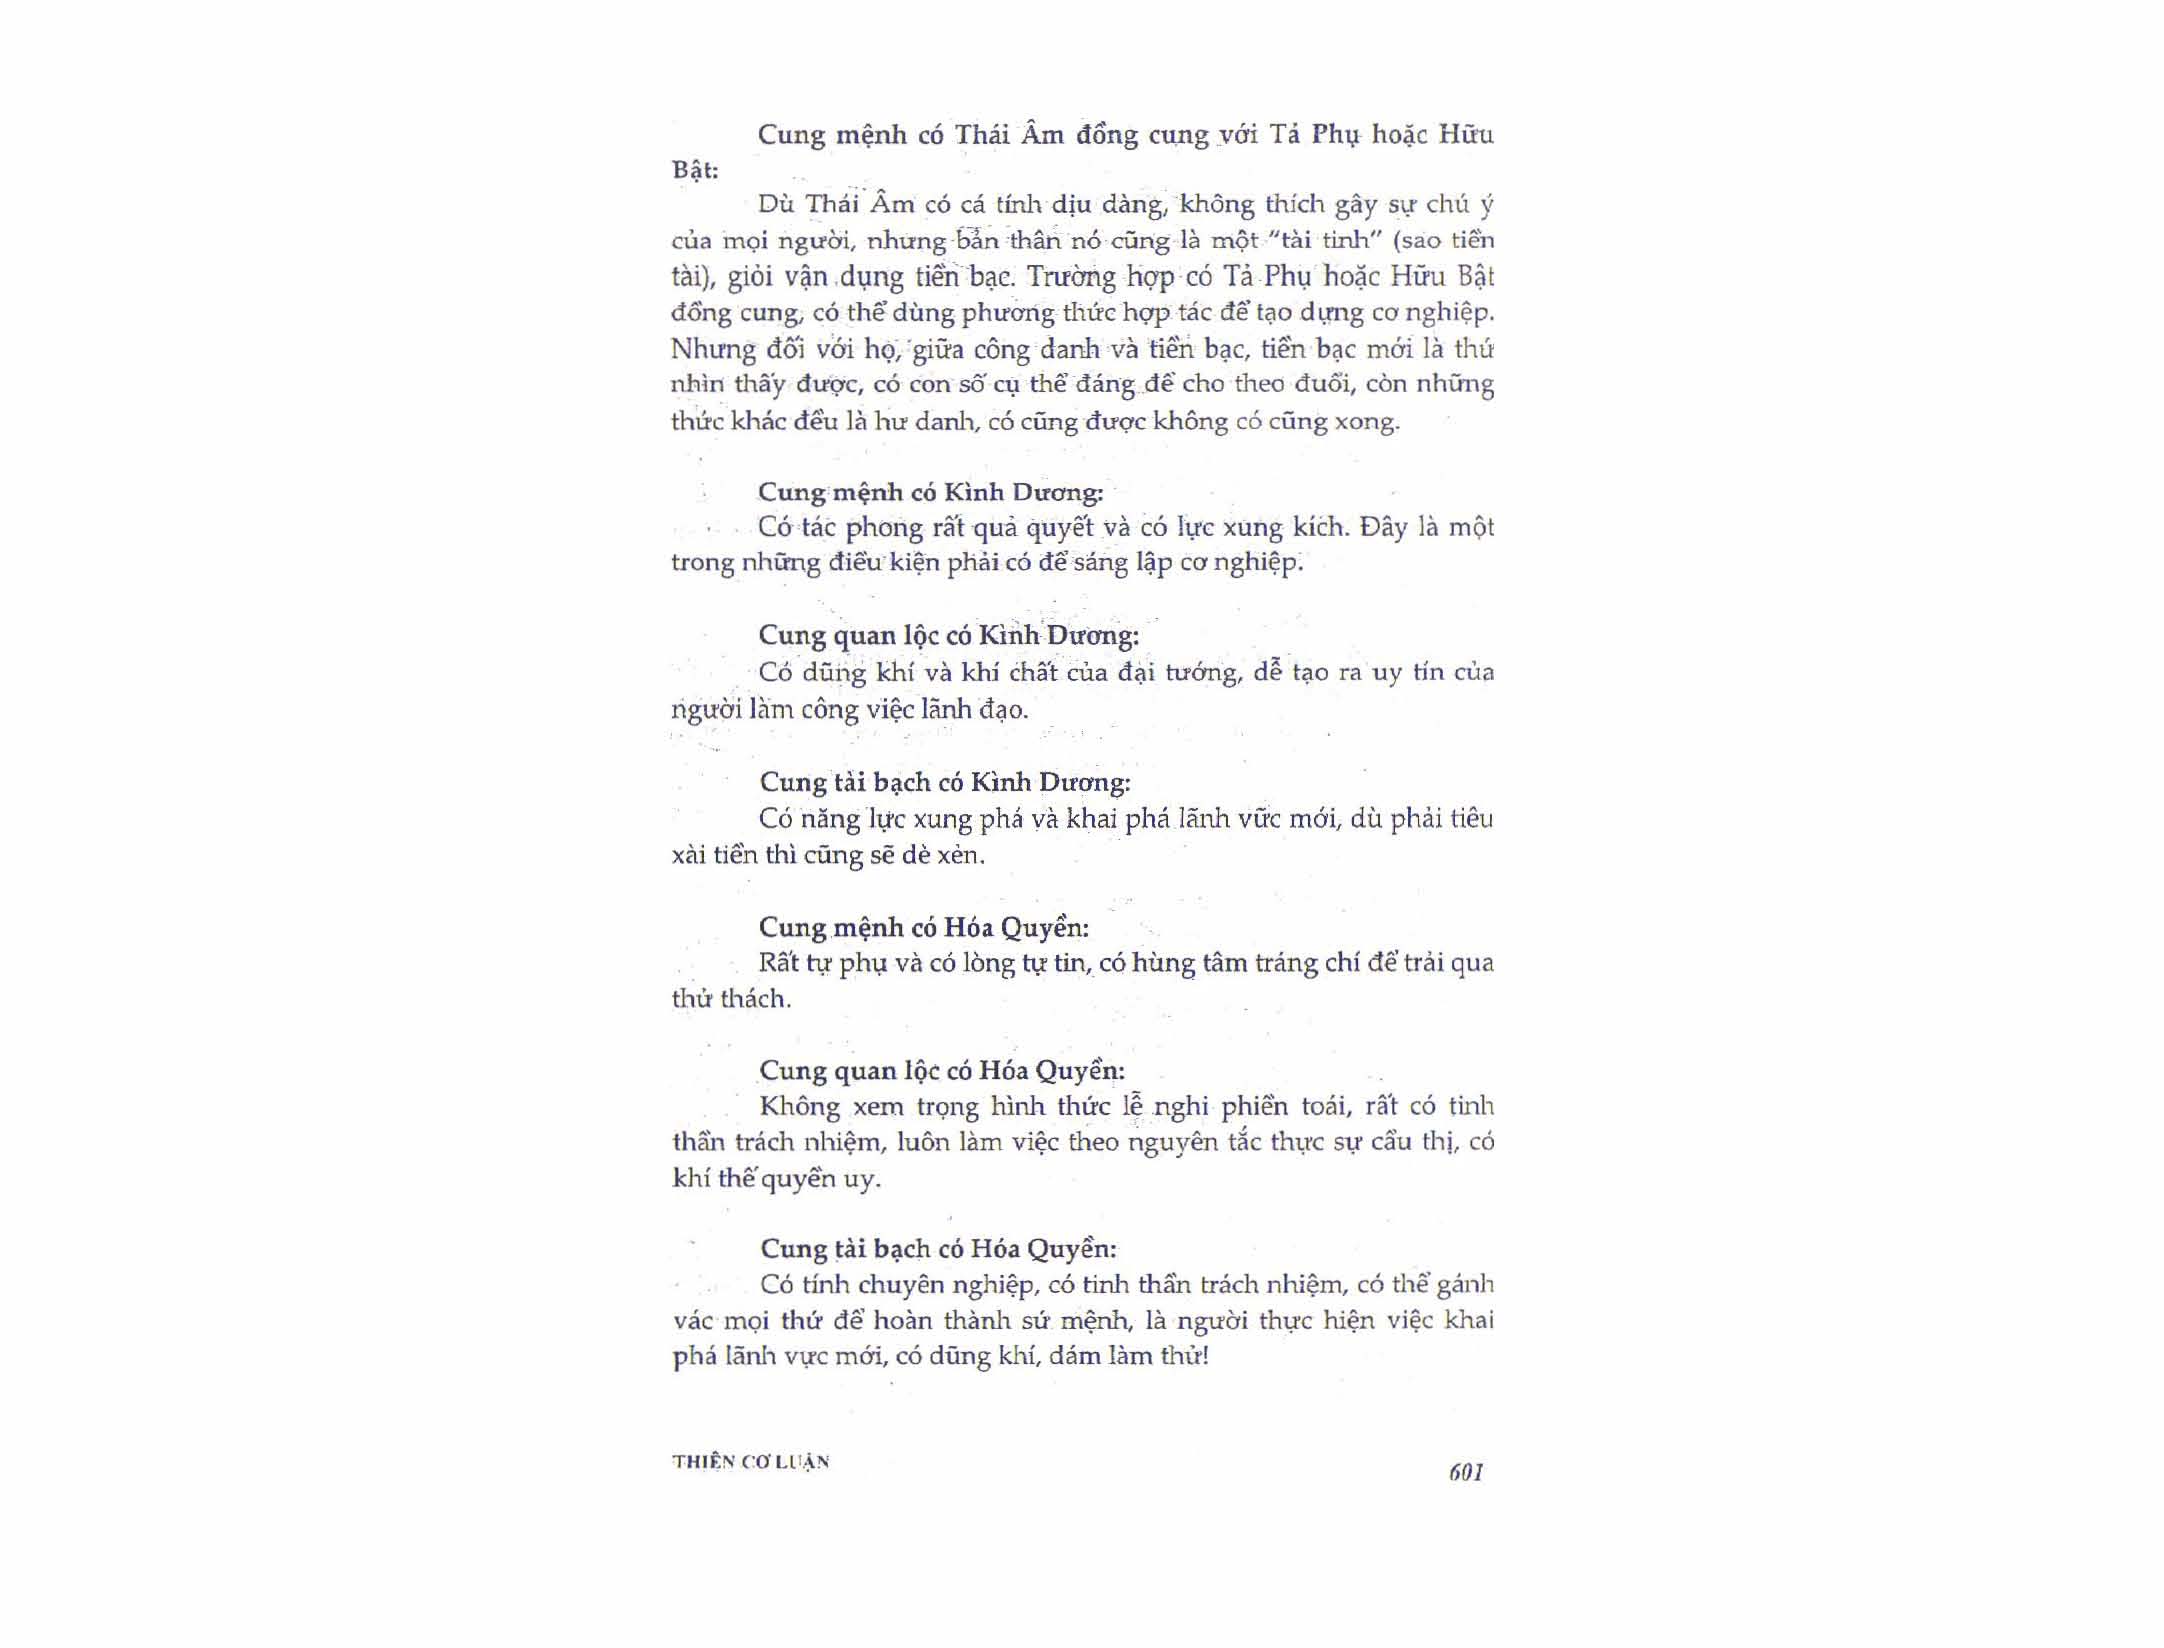 Cung mệnh có Thái Âm đồng cung với Tả Phụ hoặc Hữu
Bật:
Dù Thái Âm có cá tính dịu dàng, không thích gây sự chú ý
của mọi người, nhưng bản thân nó cũng là một "tài tinh" (sao tiền
tài), giỏi vận dụng tiền bạc. Trường hợp có Tả Phụ hoặc Hữu Bật
đồng cung, có thể dùng phương thức hợp tác để tạo dựng cơ nghiệp.
Nhưng đối với họ, giữa công danh và tiền bạc, tiền bạc mới là thứ
nhìn thấy được, có con số cụ thể đáng để cho theo đuổi, còn những
thức khác đều là hư danh, có cũng được không có cũng xong.
Cung mệnh có Kình Dương:
Có tác phong rất quả quyết và có lực xung kích. Đây là một
trong những điều kiện phải có để sáng lập cơ nghiệp.
Cung quan lộc có Kình Dương:
Có dũng khí và khí chất của đại tướng, dễ tạo ra uy tín của
người làm công việc lãnh đạo.
Cung tài bạch có Kình Dương:
Có năng lực xung phá và khai phá lãnh vữc mới, dù phải tiêu
xài tiền thì cũng sẽ dè xẻn.
Cung mệnh có Hóa Quyền:
Rất tự phụ và có lòng tự tin, có hùng tâm tráng chí để trải qua
thử thách.
Cung quan lộc có Hóa Quyền:
Không xem trọng hình thức lễ nghi phiền toái, rất có tinh
thần trách nhiệm, luôn làm việc theo nguyên tắc thực sự cầu thị, có
khí thế quyền uy.
Cung tài bạch có Hóa Quyền:
Có tính chuyên nghiệp, có tinh thần trách nhiệm, có thể gánh
vác mọi thứ để hoàn thành sứ mệnh, là người thực hiện việc khai
phá lãnh vực mới, có dũng khí, dám làm thử!
THIÊN CƠ LUẬN
601